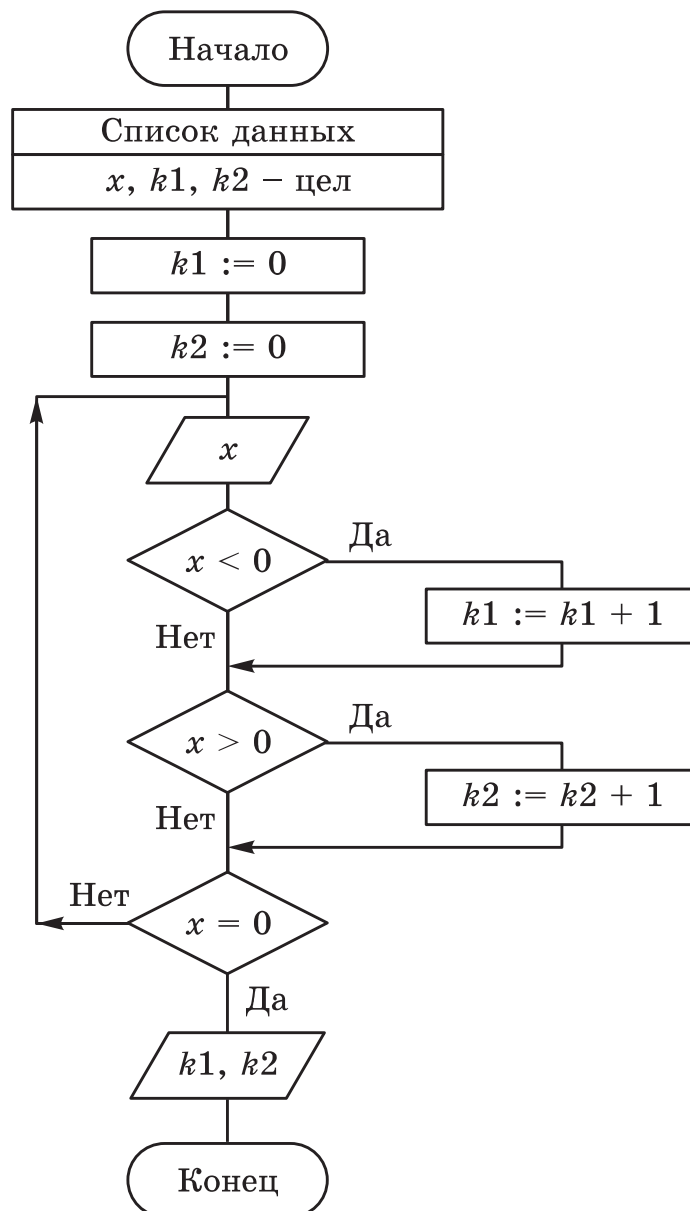 Начало
Список данных
x, k1, k2 – цел
k1 := 0
k2 := 0
x
x < 0
Да
k1 := k1 + 1
Нет
x > 0
Да
k2 := k2 + 1
Нет
Нет
x = 0
Да
k1, k2
Конец